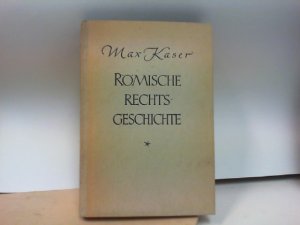 Max Kaser
RÖMISCHE
RECHTS-
GESCHICHTE